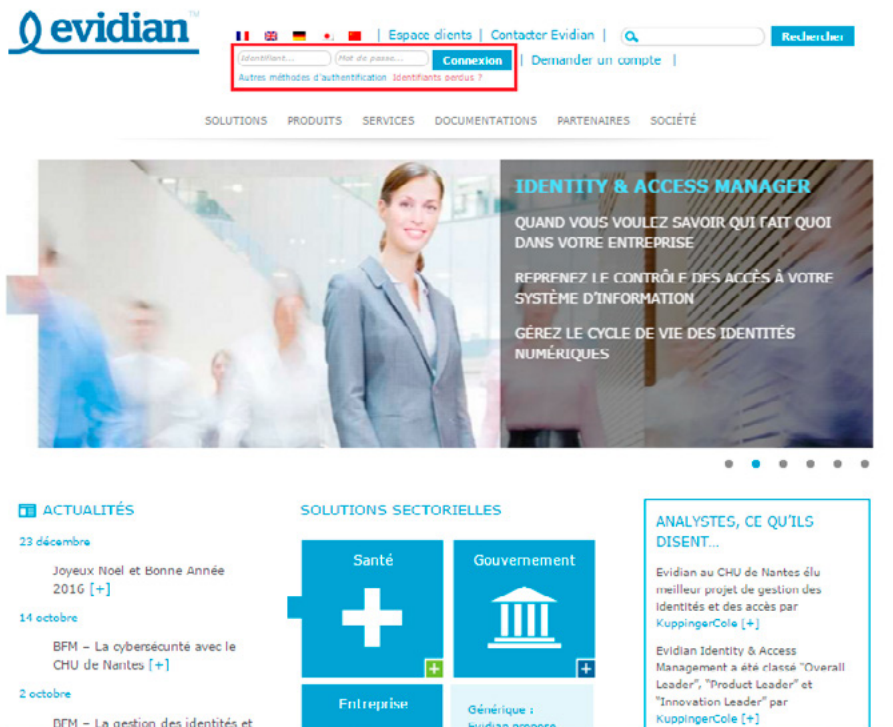 evidian™
| Espace clients | Contacter Evidian |
Rechercher
Identifiant...
Mot de passe...
Connexion
| Demander un compte |
Autres méthodes d'authentification Identifiants perdus ?
SOLUTIONS PRODUITS SERVICES DOCUMENTATIONS PARTENAIRES SOCIÉTÉ
IDENTITY & ACCESS MANAGER
QUAND VOUS VOULEZ SAVOIR QUI FAIT QUOI
DANS VOTRE ENTREPRISE
REPRENEZ LE CONTRÔLE DES ACCÈS À VOTRE
SYSTÈME D'INFORMATION
GÉREZ LE CYCLE DE VIE DES IDENTITÉS
NUMÉRIQUES
ACTUALITÉS
23 décembre
Joyeux Noël et Bonne Année
2016 [+]
14 octobre
BFM – La cybersécurité avec le
CHU de Nantes [+]
2 octobre
BFM – La gestion des identités et
SOLUTIONS SECTORIELLES
Santé
Gouvernement
Entreprise
Générique :
Evidian propose
ANALYSTES, CE QU'ILS
DISENT...
Evidian au CHU de Nantes élu
meilleur projet de gestion des
identités et des accès par
KuppingerCole [+]
Evidian Identity & Access
Management a été classé "Overall
Leader", "Product Leader" et
"Innovation Leader" par
KuppingerCole [+]